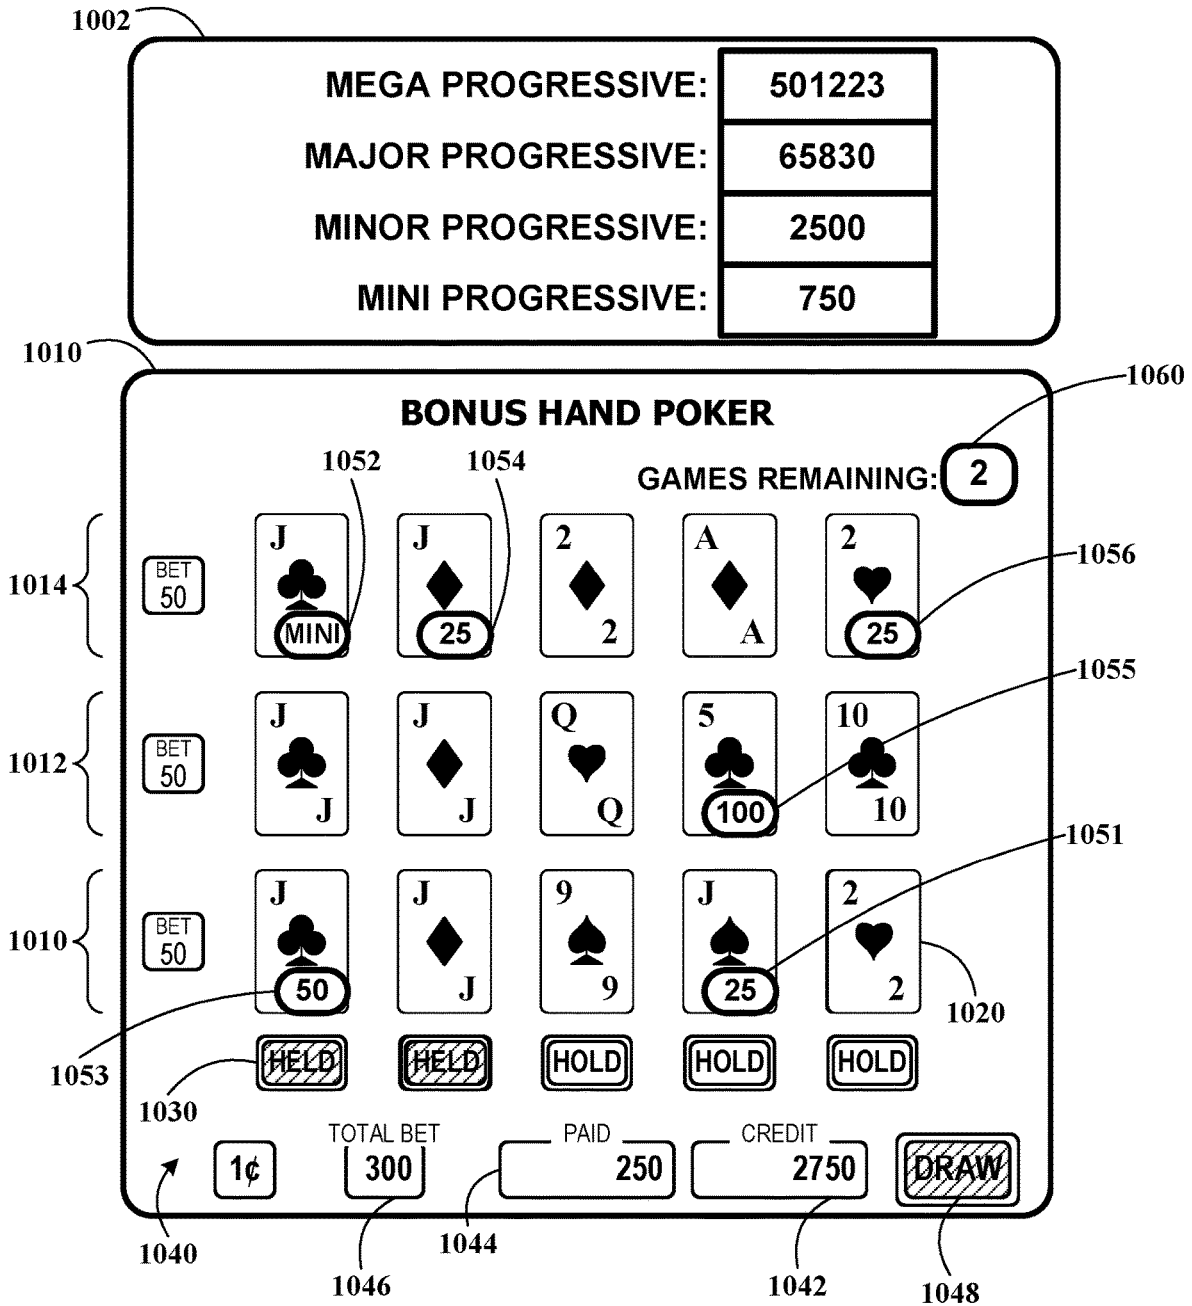 1002
MEGA PROGRESSIVE: 501223
MAJOR PROGRESSIVE: 65830
MINOR PROGRESSIVE: 2500
MINI PROGRESSIVE: 750
1010
1060
BONUS HAND POKER
1052 1054
GAMES REMAINING: 2
1014
BET
50
J J 2 A 2
1056
MINI 25 2 A 25
1055
1012
BET
50
J J Q 5 10
J J Q 100 10
1051
1010
BET
50
J J 9 J 2
50 J 9 25 2
1020
1053
HELD HELD HOLD HOLD HOLD
1030
TOTAL BET PAID CREDIT
1¢ 300 250 2750 DRAW
1040 1046 1044 1042 1048